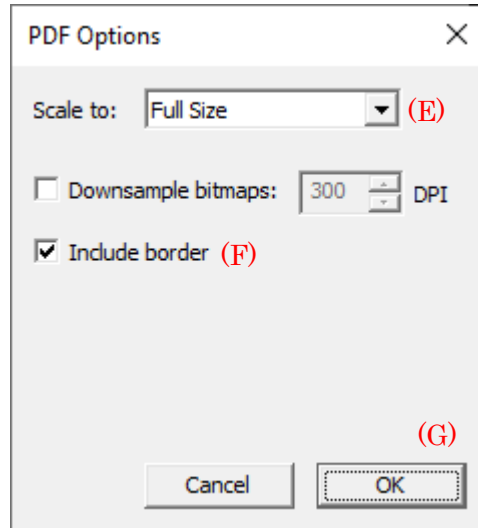 PDF Options
Scale to: Full Size (E)
Downsample bitmaps: 300 DPI
Include border (F)
(G)
Cancel OK